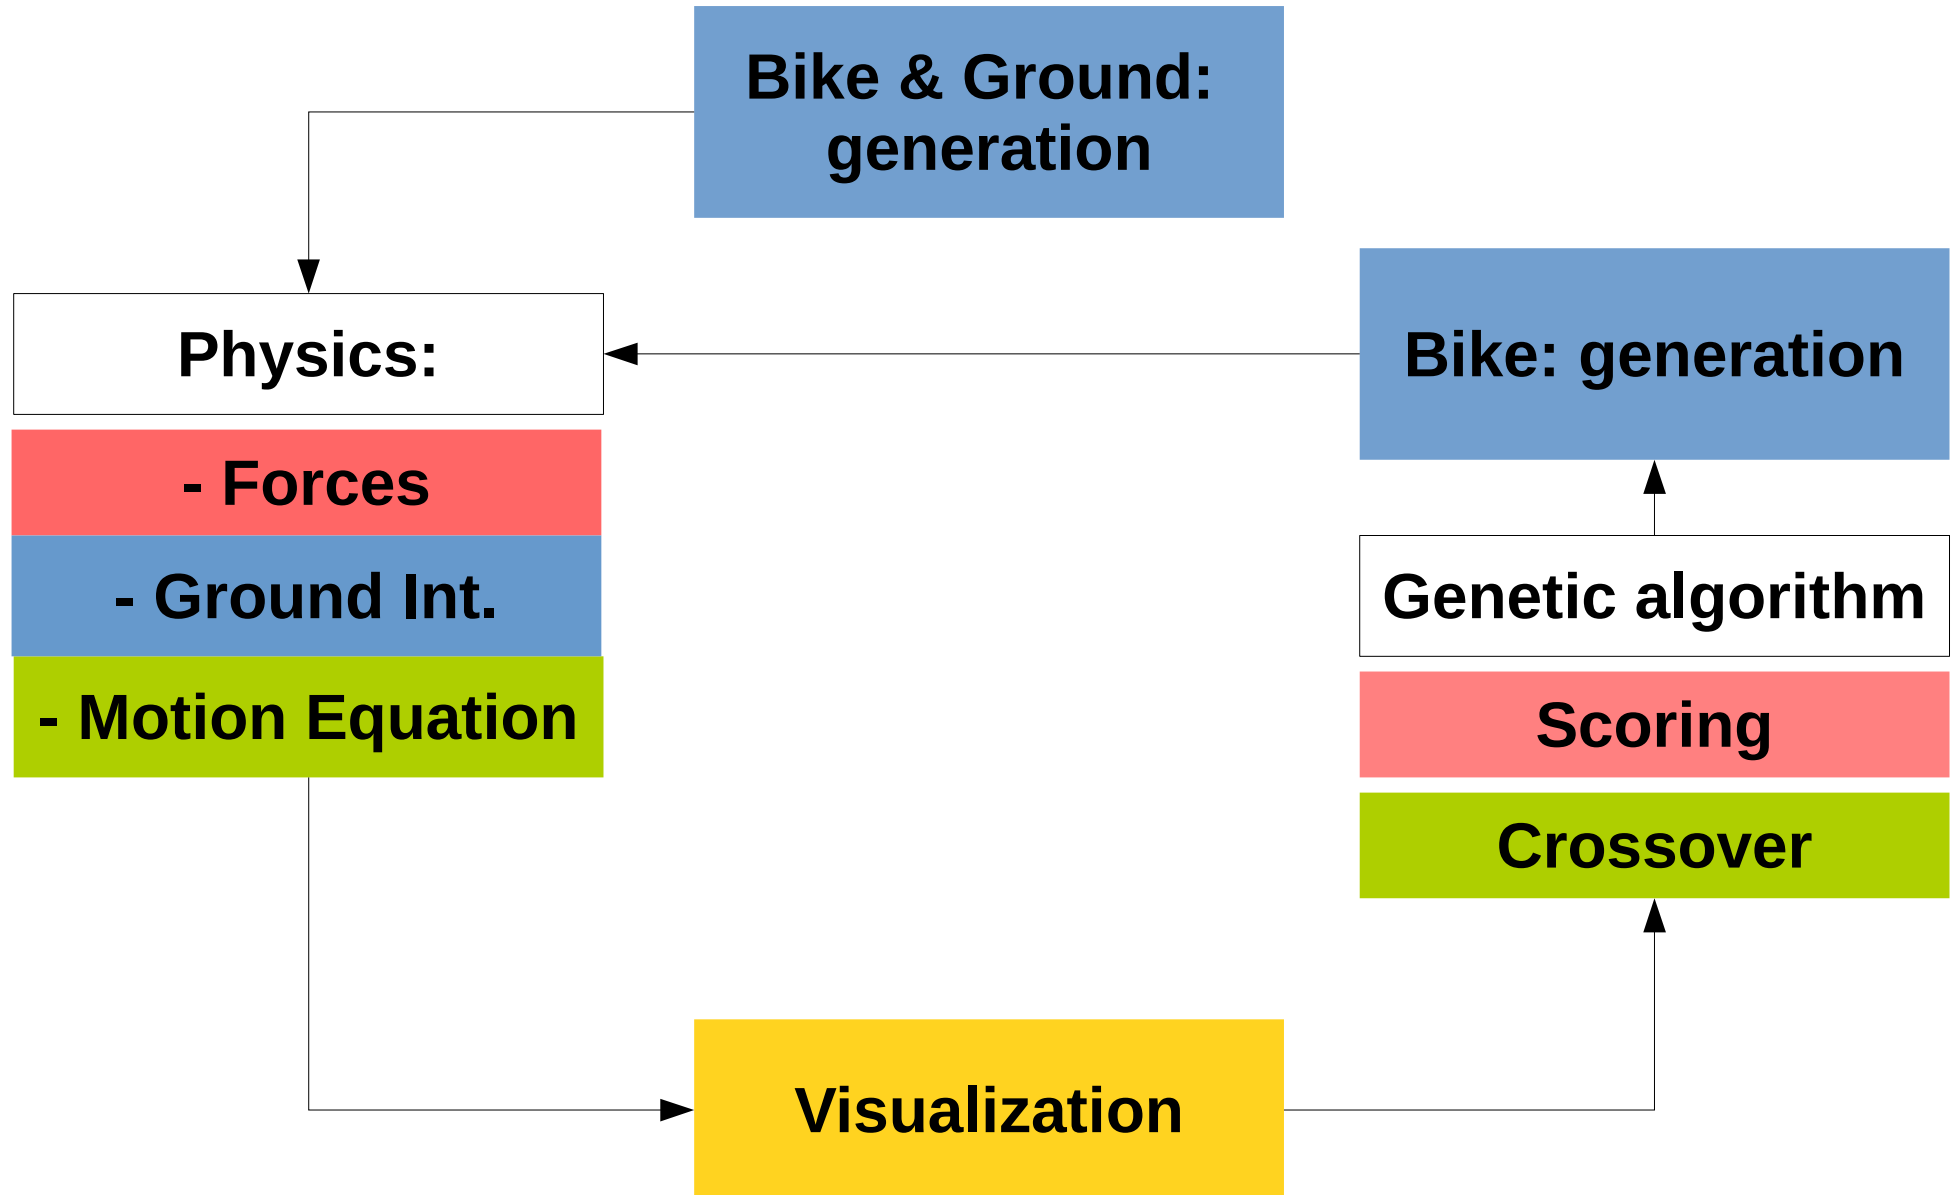 Bike & Ground:
generation
Physics:
- Forces
- Ground Int.
- Motion Equation
Bike: generation
Genetic algorithm
Scoring
Crossover
Visualization